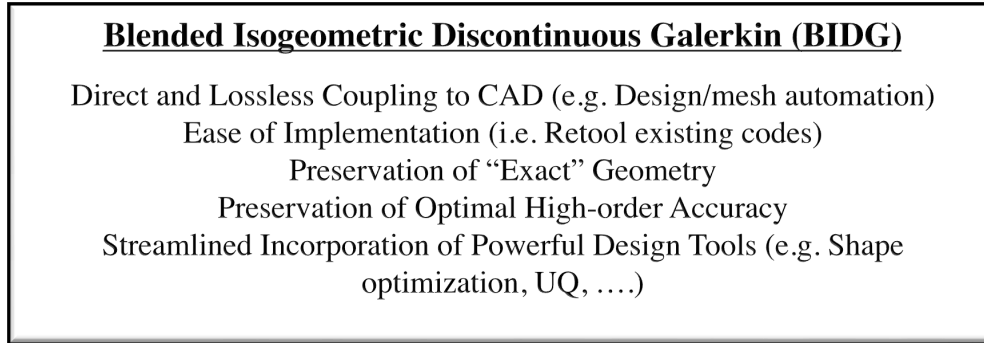 Blended Isogeometric Discontinuous Galerkin (BIDG)
Direct and Lossless Coupling to CAD (e.g. Design/mesh automation)
Ease of Implementation (i.e. Retool existing codes)
Preservation of “Exact” Geometry
Preservation of Optimal High-order Accuracy
Streamlined Incorporation of Powerful Design Tools (e.g. Shape
optimization, UQ, ….)